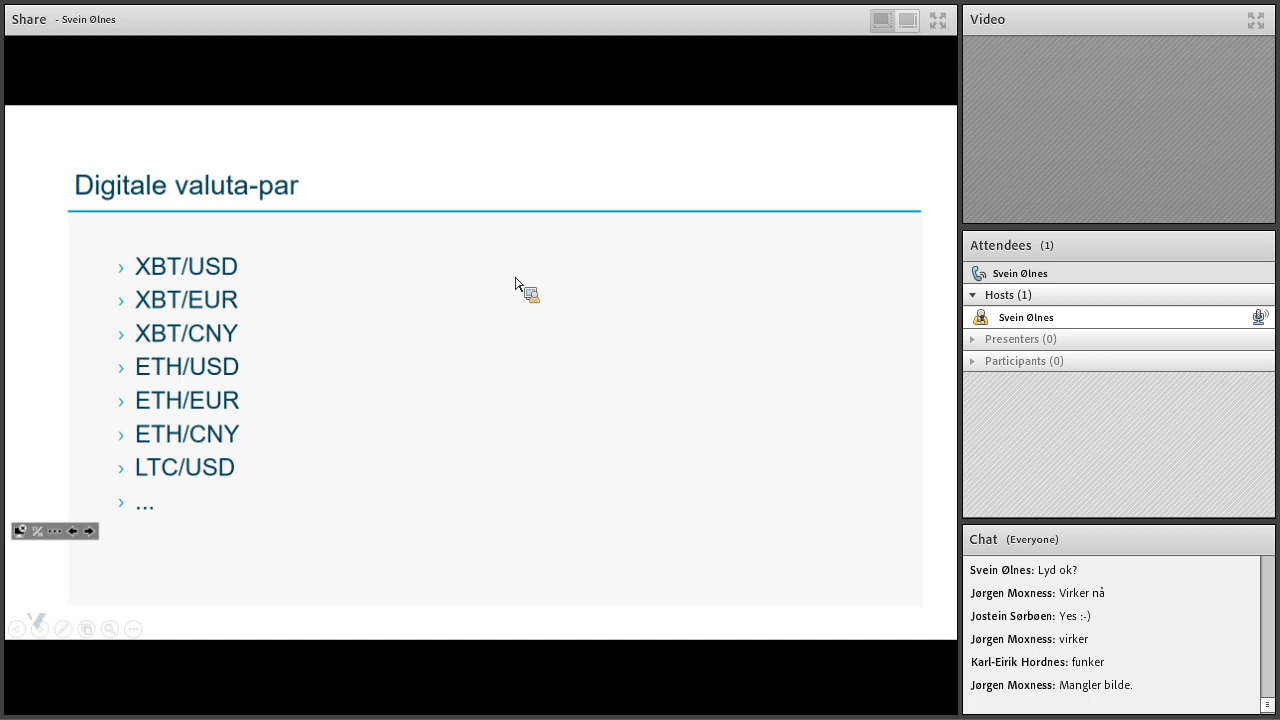 Share - Svein Ølnes
Digitale valuta-par
› XBT/USD
› XBT/EUR
› XBT/CNY
› ETH/USD
› ETH/EUR
› ETH/CNY
› LTC/USD
› ...
Video
Attendees (1)
Svein Ølnes
Hosts (1)
Svein Ølnes
Presenters (0)
Participants (0)
Chat (Everyone)
Svein Ølnes: Lyd ok?
Jørgen Moxness: Virker nå
Jostein Sørbøen: Yes :-)
Jørgen Moxness: virker
Karl-Eirik Hordnes: funker
Jørgen Moxness: Mangler bilde.